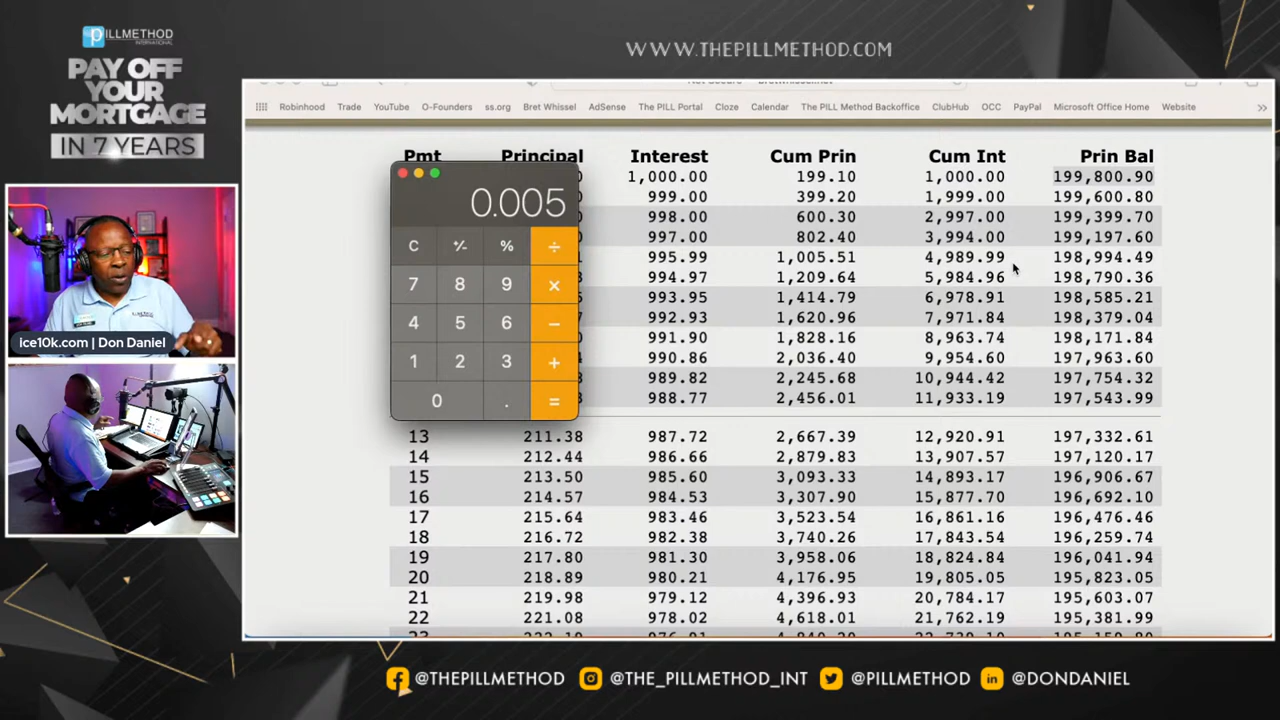 PILLMETHOD
INTERNATIONAL
PAY OFF
YOUR
MORTGAGE
IN 7 YEARS
WWW.THEPILLMETHOD.COM
Robinhood Trade YouTube O-Founders ss.org Bret Whissel AdSense The PILL Portal Cloze Calendar The PILL Method Backoffice ClubHub OCC PayPal Microsoft Office Home Website
Pmt Principal Interest Cum Prin Cum Int Prin Bal
1,000.00 199.10 1,000.00 199,800.90
999.00 399.20 1,999.00 199,600.80
998.00 600.30 2,997.00 199,399.70
997.00 802.40 3,994.00 199,197.60
995.99 1,005.51 4,989.99 198,994.49
994.97 1,209.64 5,984.96 198,790.36
993.95 1,414.79 6,978.91 198,585.21
992.93 1,620.96 7,971.84 198,379.04
991.90 1,828.16 8,963.74 198,171.84
990.86 2,036.40 9,954.60 197,963.60
989.82 2,245.68 10,944.42 197,754.32
988.77 2,456.01 11,933.19 197,543.99
13 211.38 987.72 2,667.39 12,920.91 197,332.61
14 212.44 986.66 2,879.83 13,907.57 197,120.17
15 213.50 985.60 3,093.33 14,893.17 196,906.67
16 214.57 984.53 3,307.90 15,877.70 196,692.10
17 215.64 983.46 3,523.54 16,861.16 196,476.46
18 216.72 982.38 3,740.26 17,843.54 196,259.74
19 217.80 981.30 3,958.06 18,824.84 196,041.94
20 218.89 980.21 4,176.95 19,805.05 195,823.05
21 219.98 979.12 4,396.93 20,784.17 195,603.07
22 221.08 978.02 4,618.01 21,762.19 195,381.99
0.005
C +/- % ÷
7 8 9 ×
4 5 6 −
1 2 3 +
0 . =
ice10k.com | Don Daniel
@THEPILLMETHOD @THE_PILLMETHOD_INT @PILLMETHOD @DONDANIEL